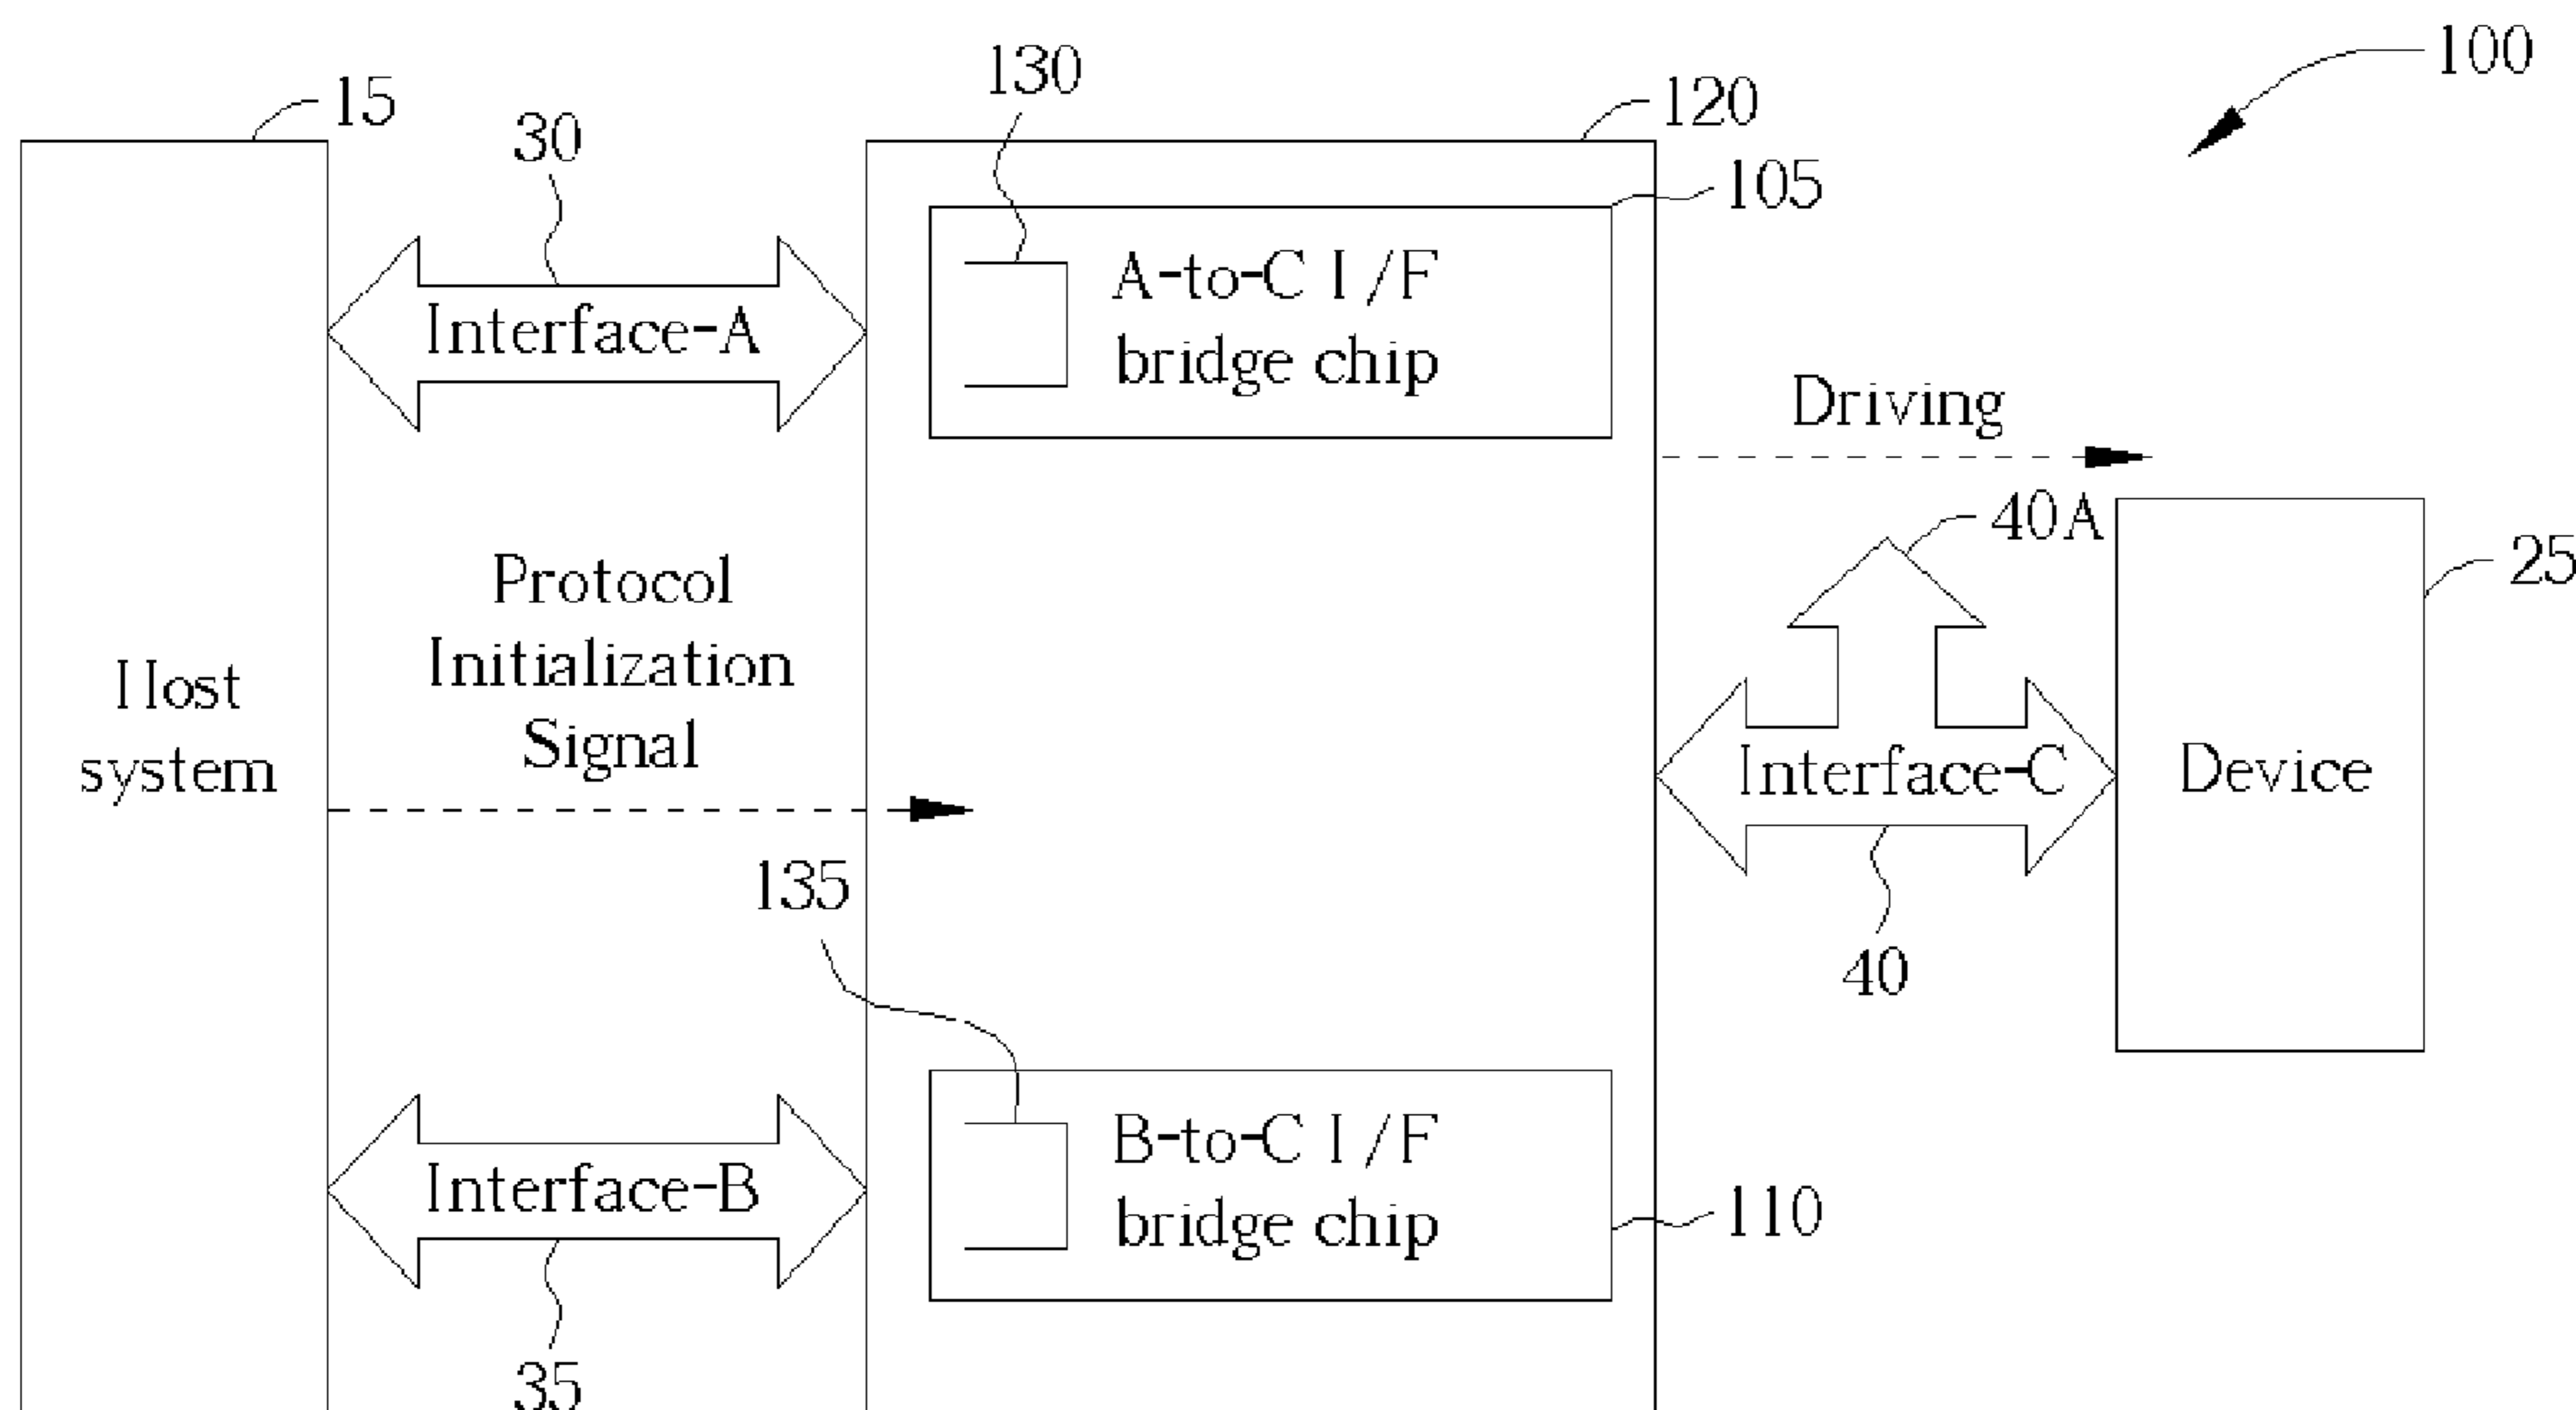 100
130
15
120
30
105
A-to-C I/F
bridge chip
Interface-A
Driving
40A
25
Protocol
Initialization
Signal
Host
system
Interface-C
Device
135
40
B-to-C I/F
bridge chip
Interface-B
110
35